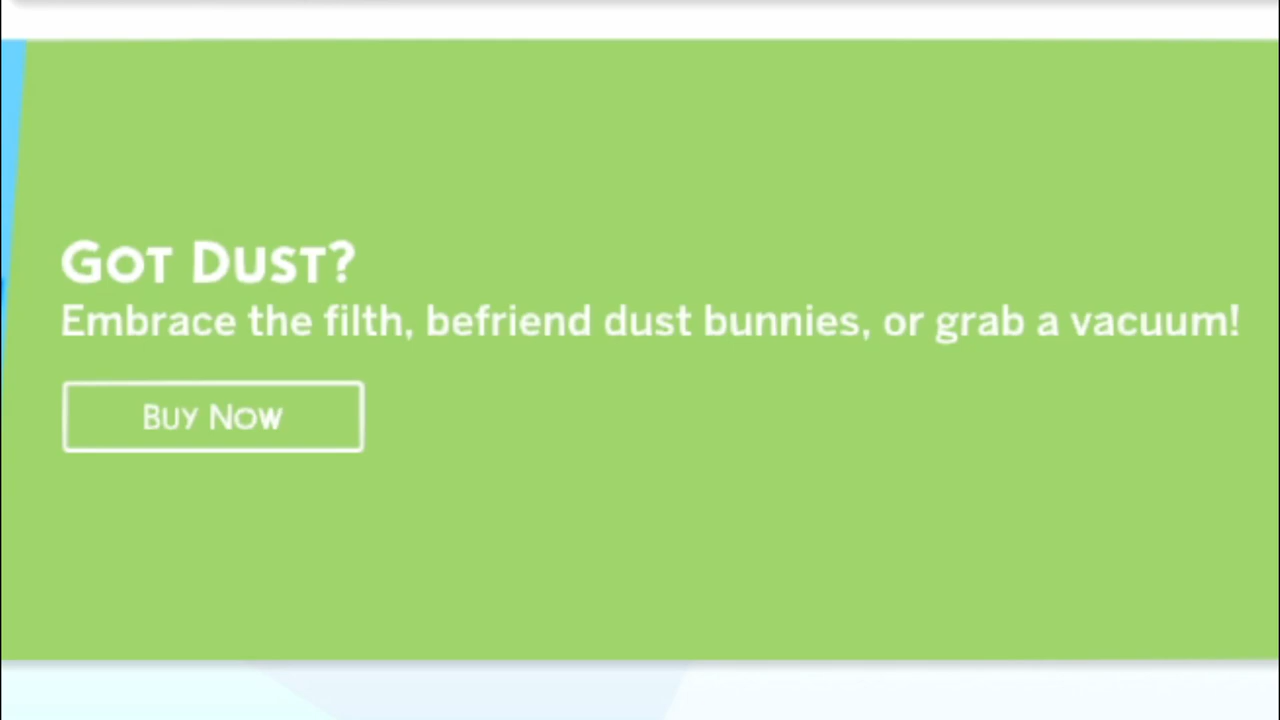 Got Dust?
Embrace the filth, befriend dust bunnies, or grab a vacuum!
Buy Now